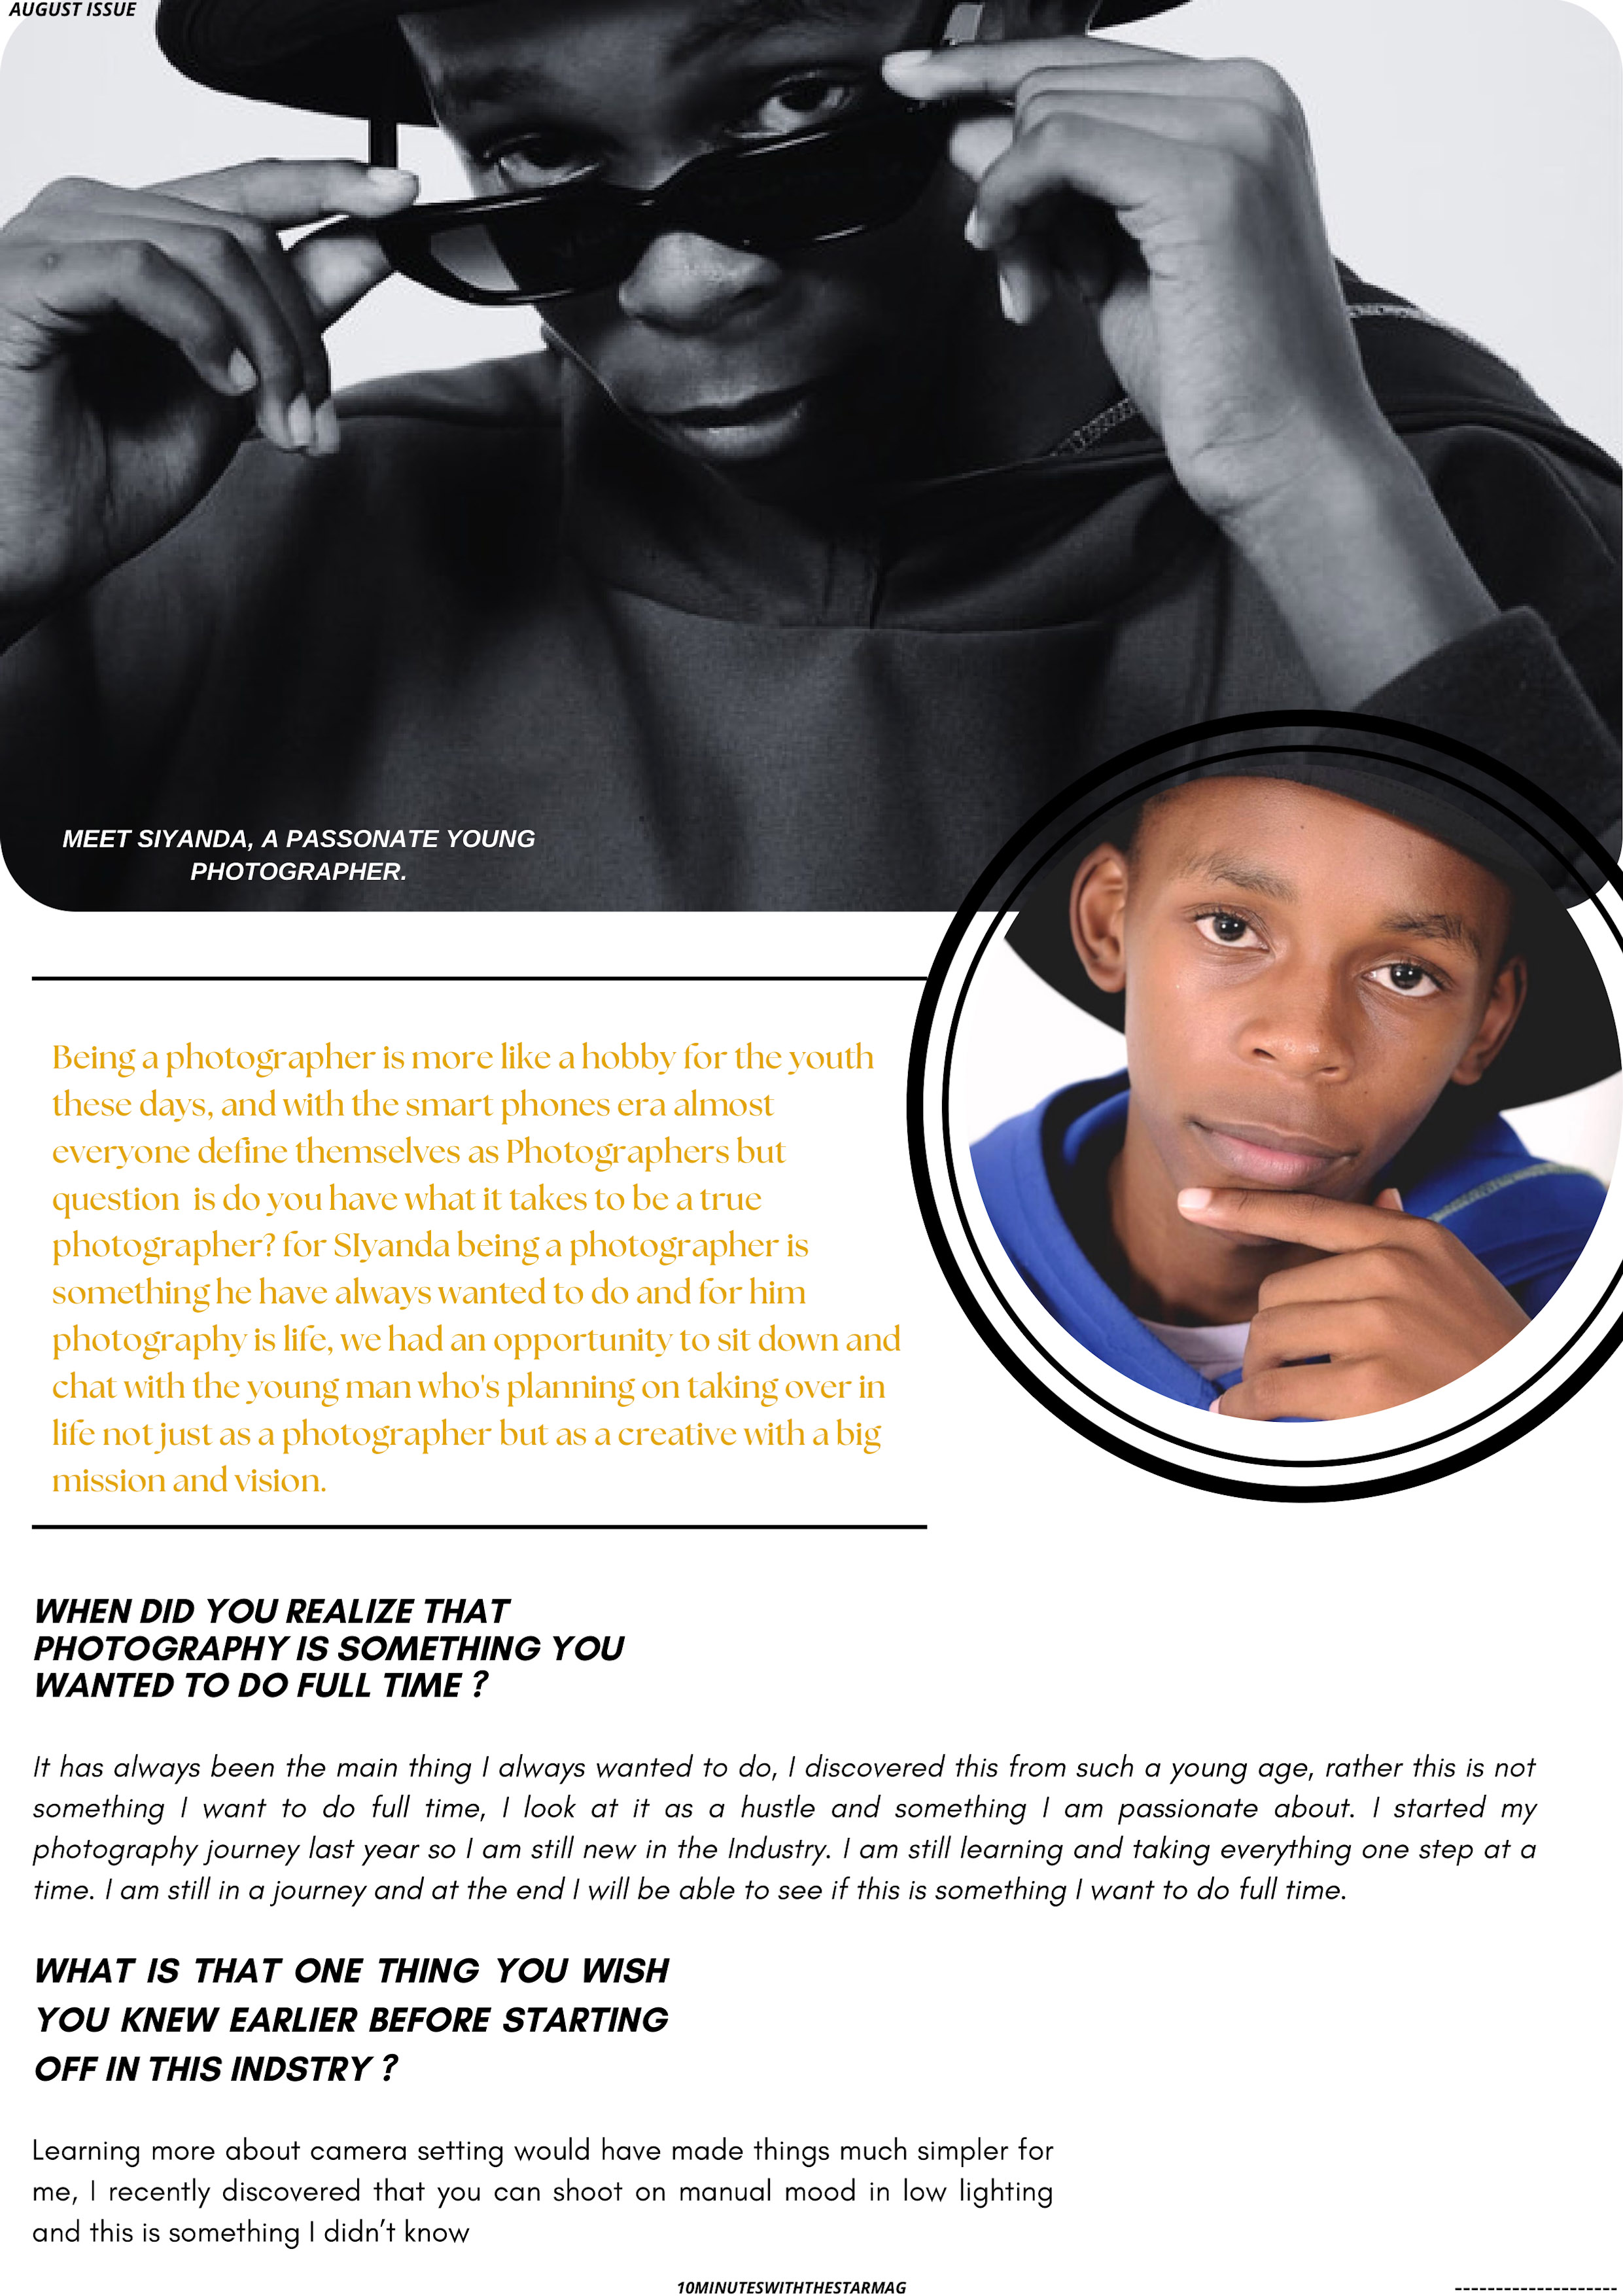 AUGUST ISSUE
MEET SIYANDA, A PASSONATE YOUNG
PHOTOGRAPHER.
Being a photographer is more like a hobby for the youth
these days, and with the smart phones era almost
everyone define themselves as Photographers but
question  is do you have what it takes to be a true
photographer? for SIyanda being a photographer is
something he have always wanted to do and for him
photography is life, we had an opportunity to sit down and
chat with the young man who's planning on taking over in
life not just as a photographer but as a creative with a big
mission and vision.
WHEN DID YOU REALIZE THAT
PHOTOGRAPHY IS SOMETHING YOU
WANTED TO DO FULL TIME ?
It has always been the main thing I always wanted to do, I discovered this from such a young age, rather this is not
something I want to do full time, I look at it as a hustle and something I am passionate about. I started my
photography journey last year so I am still new in the Industry. I am still learning and taking everything one step at a
time. I am still in a journey and at the end I will be able to see if this is something I want to do full time.
WHAT IS THAT ONE THING YOU WISH
YOU KNEW EARLIER BEFORE STARTING
OFF IN THIS INDSTRY ?
Learning more about camera setting would have made things much simpler for
me, I recently discovered that you can shoot on manual mood in low lighting
and this is something I didn't know
10MINUTESWITHTHESTARMAG
--------------------